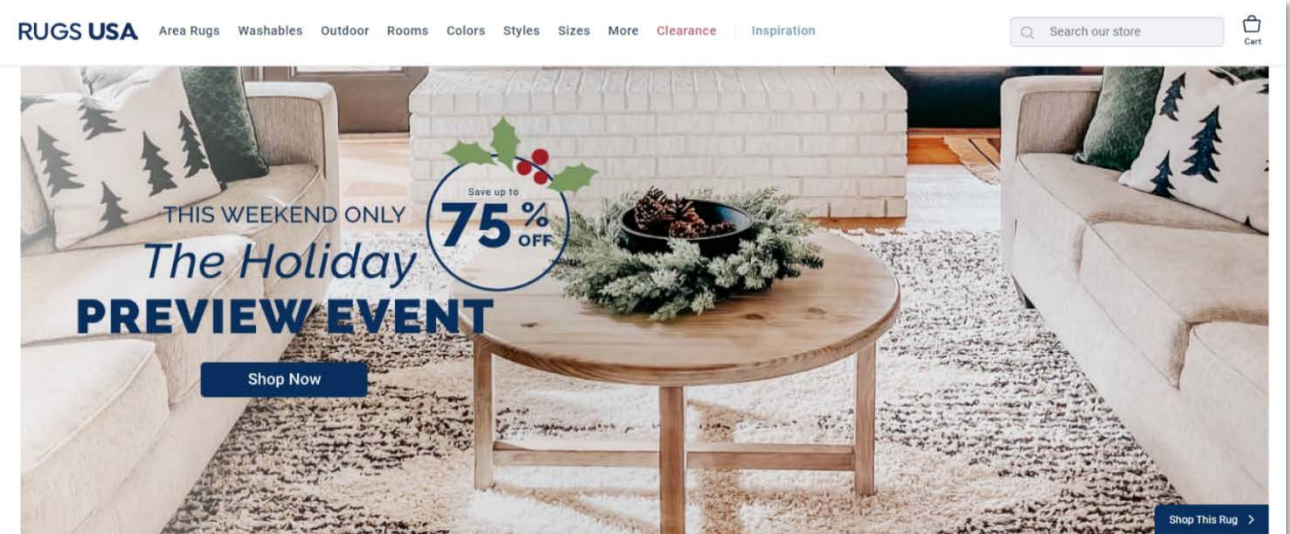 RUGS USA Area Rugs Washables Outdoor Rooms Colors Styles Sizes More Clearance Inspiration Search our store Cart
Save up to
75% OFF
THIS WEEKEND ONLY
The Holiday
PREVIEW EVENT
Shop Now
Shop This Rug